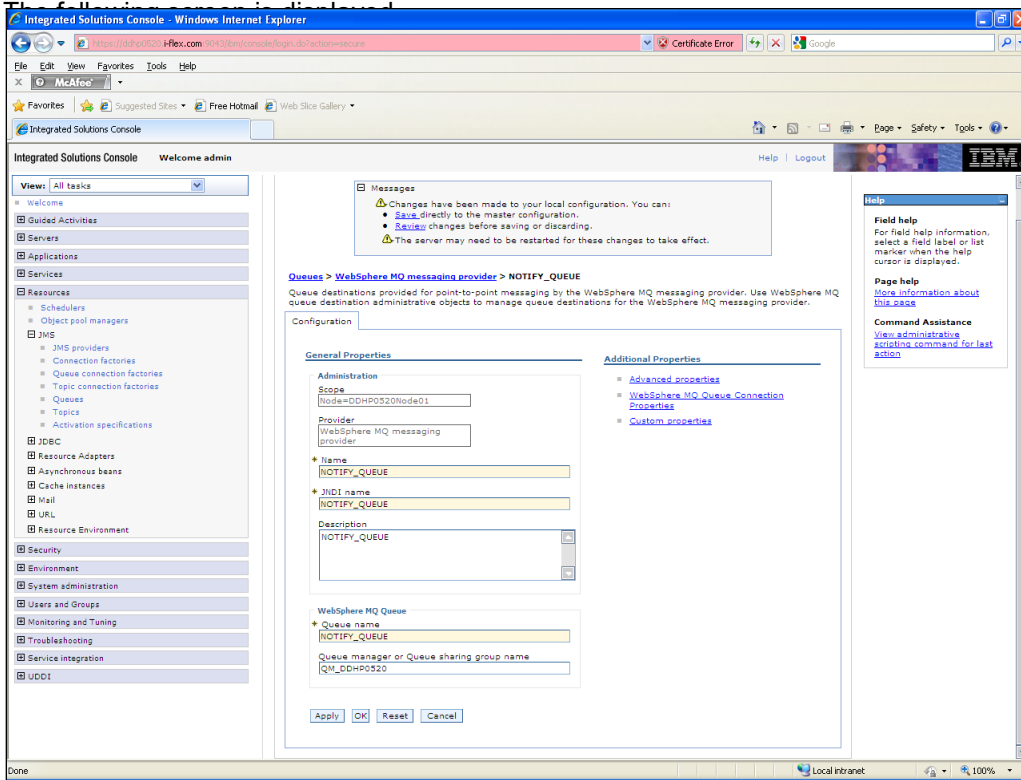 The following screen is displayed
Integrated Solutions Console - Windows Internet Explorer
https://ddhp0520.i-flex.com:9043/ibm/console/login.do?action=secure
Certificate Error
Google
File Edit View Favorites Tools Help
X McAfee
Favorites Suggested Sites Free Hotmail Web Slice Gallery
Integrated Solutions Console
Page Safety Tools
Integrated Solutions Console Welcome admin
Help | Logout
IBM.
View: All tasks
Welcome
Guided Activities
Servers
Applications
Services
Resources
Schedulers
Object pool managers
JMS
JMS providers
Connection factories
Queue connection factories
Topic connection factories
Queues
Topics
Activation specifications
JDBC
Resource Adapters
Asynchronous beans
Cache instances
Mail
URL
Resource Environment
Security
Environment
System administration
Users and Groups
Monitoring and Tuning
Troubleshooting
Service integration
UDDI
Messages
Changes have been made to your local configuration. You can:
Save directly to the master configuration.
Review changes before saving or discarding.
The server may need to be restarted for these changes to take effect.
Queues > WebSphere MQ messaging provider > NOTIFY_QUEUE
Queue destinations provided for point-to-point messaging by the WebSphere MQ messaging provider. Use WebSphere MQ
queue destination administrative objects to manage queue destinations for the WebSphere MQ messaging provider.
Configuration
General Properties
Administration
Scope
Node=DDHP0520Node01
Provider
WebSphere MQ messaging
provider
* Name
NOTIFY_QUEUE
* JNDI name
NOTIFY_QUEUE
Description
NOTIFY_QUEUE
WebSphere MQ Queue
* Queue name
NOTIFY_QUEUE
Queue manager or Queue sharing group name
QM_DDHP0520
Apply OK Reset Cancel
Additional Properties
Advanced properties
WebSphere MQ Queue Connection
Properties
Custom properties
Help
Field help
For field help information,
select a field label or list
marker when the help
cursor is displayed.
Page help
More information about
this page
Command Assistance
View administrative
scripting command for last
action
Done
Local intranet
100%